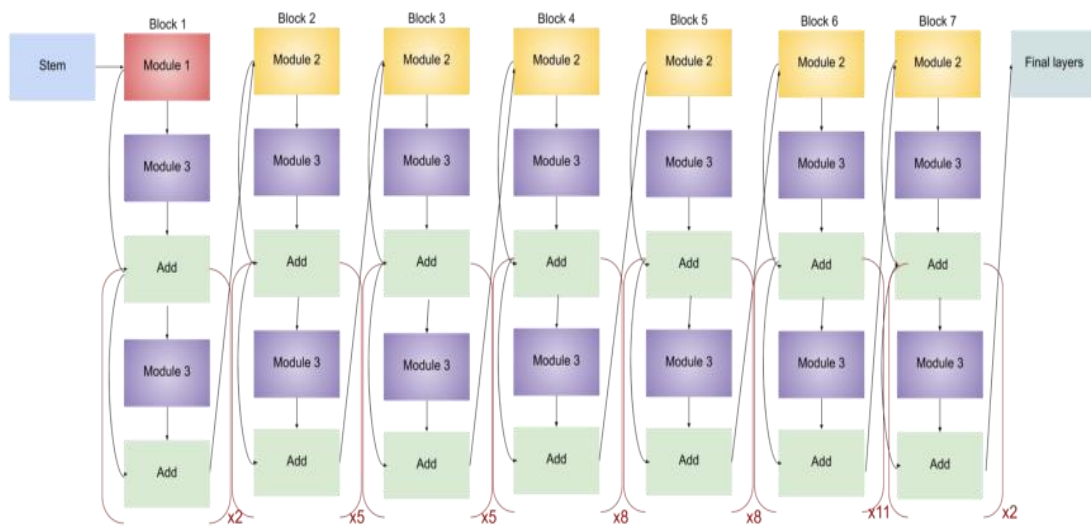 Block 1
Block 2
Block 3
Block 4
Block 5
Block 6
Block 7
Stem
Module 1
Module 2
Module 2
Module 2
Module 2
Module 2
Module 2
Final layers
Module 3
Module 3
Module 3
Module 3
Module 3
Module 3
Module 3
Add
Add
Add
Add
Add
Add
Add
Module 3
Module 3
Module 3
Module 3
Module 3
Module 3
Module 3
Add
Add
Add
Add
Add
Add
Add
x2
x5
x5
x8
x8
x11
x2